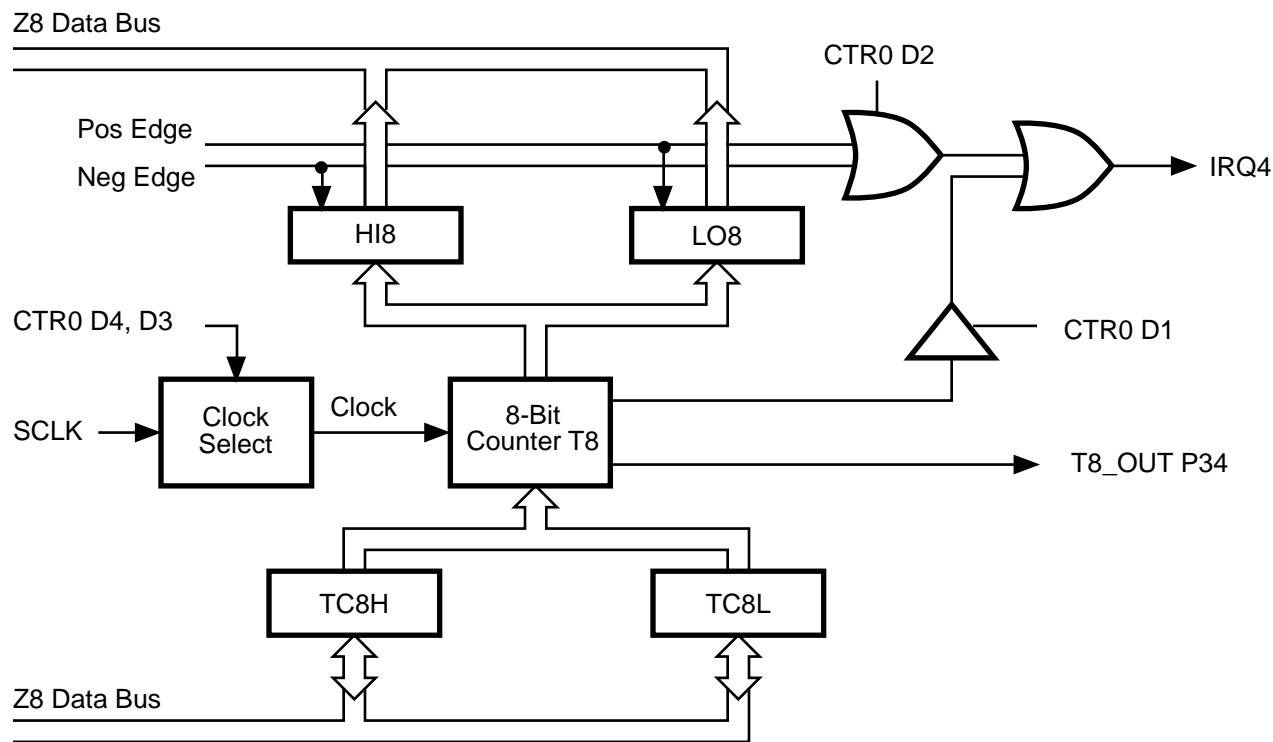 Z8 Data Bus
CTR0 D2
Pos Edge
Neg Edge
IRQ4
HI8
LO8
CTR0 D4, D3
CTR0 D1
Clock
Select
Clock
8-Bit
Counter T8
SCLK
T8_OUT P34
TC8H
TC8L
Z8 Data Bus